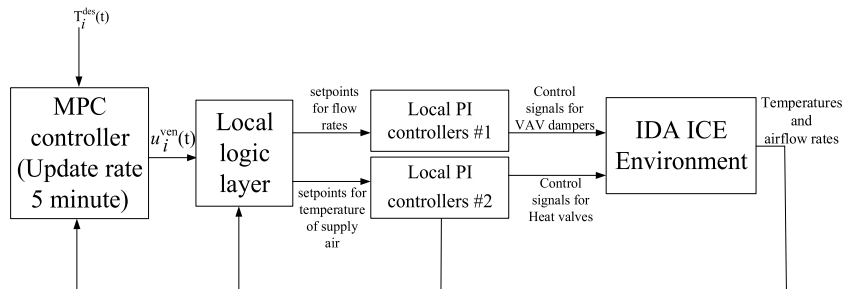 T_i^des(t)
MPC
controller
(Update rate
5 minute)
u_i^ven(t)
Local
logic
layer
setpoints
for flow
rates
setpoints for
temperature
of supply
air
Local PI
controllers #1
Local PI
controllers #2
Control
signals for
VAV dampers
Control
signals for
Heat valves
IDA ICE
Environment
Temperatures
and
airflow rates